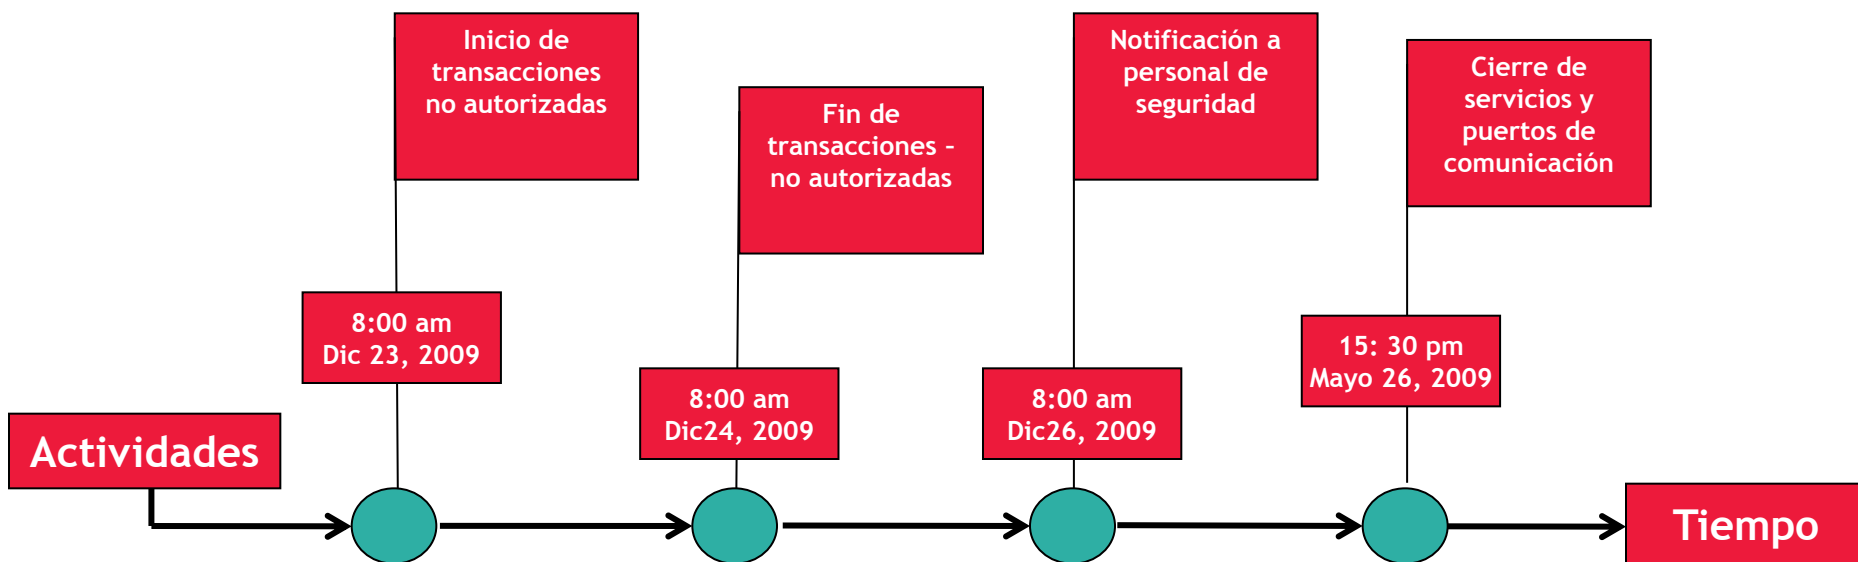 Inicio de
transacciones
no autorizadas
Fin de
transacciones -
no autorizadas
Notificación a
personal de
seguridad
Cierre de
servicios y
puertos de
comunicación
8:00 am
Dic 23, 2009
8:00 am
Dic24, 2009
8:00 am
Dic26, 2009
15: 30 pm
Mayo 26, 2009
Actividades
Tiempo